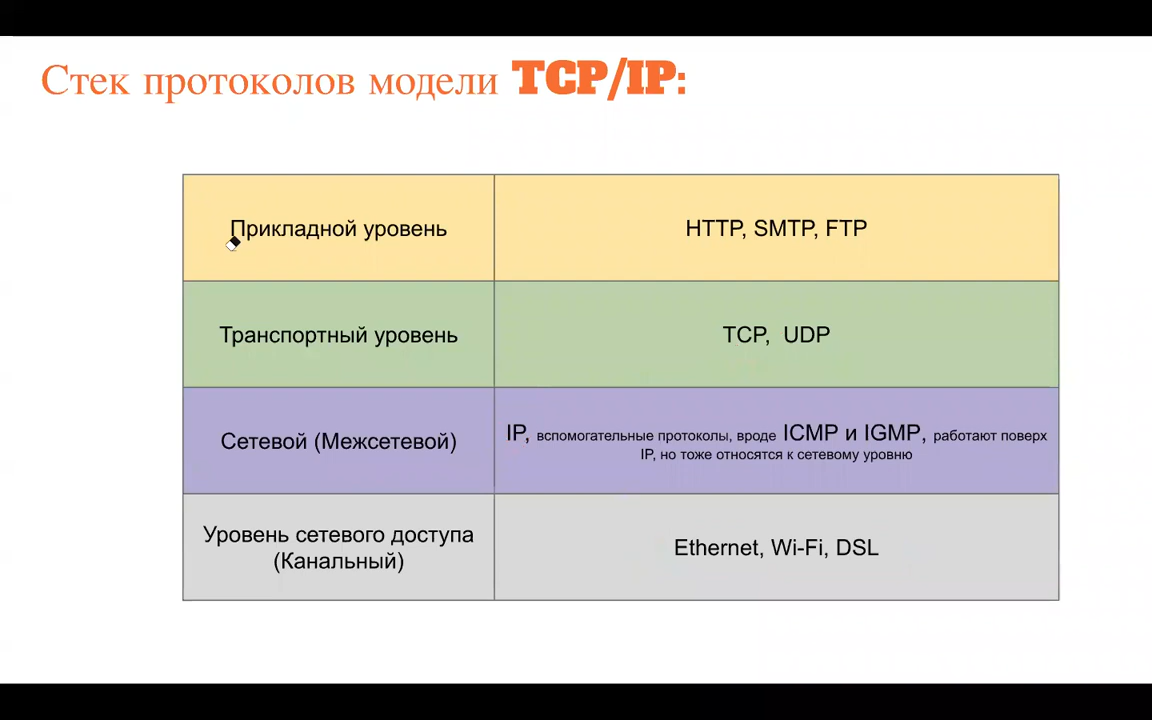 Стек протоколов модели TCP/IP:
Прикладной уровень
HTTP, SMTP, FTP
Транспортный уровень
TCP, UDP
Сетевой (Межсетевой)
IP, вспомогательные протоколы, вроде ICMP и IGMP, работают поверх
IP, но тоже относятся к сетевому уровню
Уровень сетевого доступа
(Канальный)
Ethernet, Wi-Fi, DSL